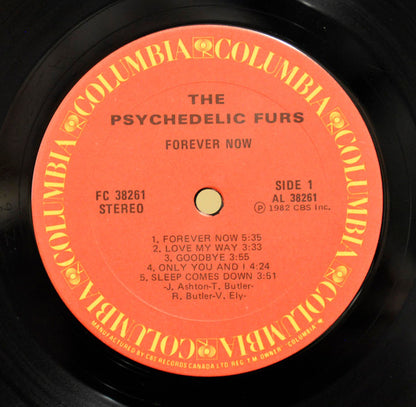 COLUMBIA COLUMBIA COLUMBIA COLUMBIA COLUMBIA COLUMBIA
THE
PSYCHEDELIC FURS
FOREVER NOW
FC 38261
STEREO
SIDE 1
AL 38261
℗ 1982 CBS Inc.
1. FOREVER NOW 5:35
2. LOVE MY WAY 3:33
3. GOODBYE 3:55
4. ONLY YOU AND I 4:24
5. SLEEP COMES DOWN 3:51
-J. Ashton-T. Butler-
R. Butler-V. Ely-
MANUFACTURED BY CBS RECORDS CANADA LTD REG. T M. OWNER-"COLUMBIA"